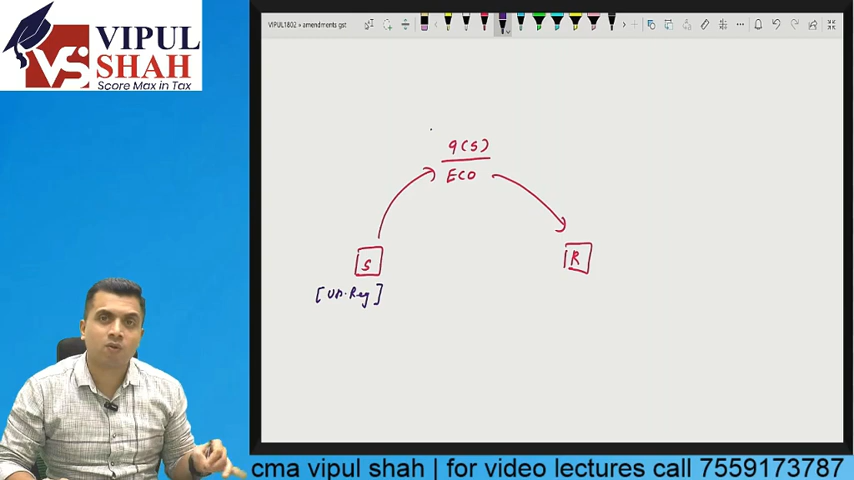 VIPUL
SHAH
VS
Score Max in Tax
VIPUL1802 + amendments gst
9(5)
ECO
S
R
[un.Reg]
cma vipul shah | for video lectures call 7559173787